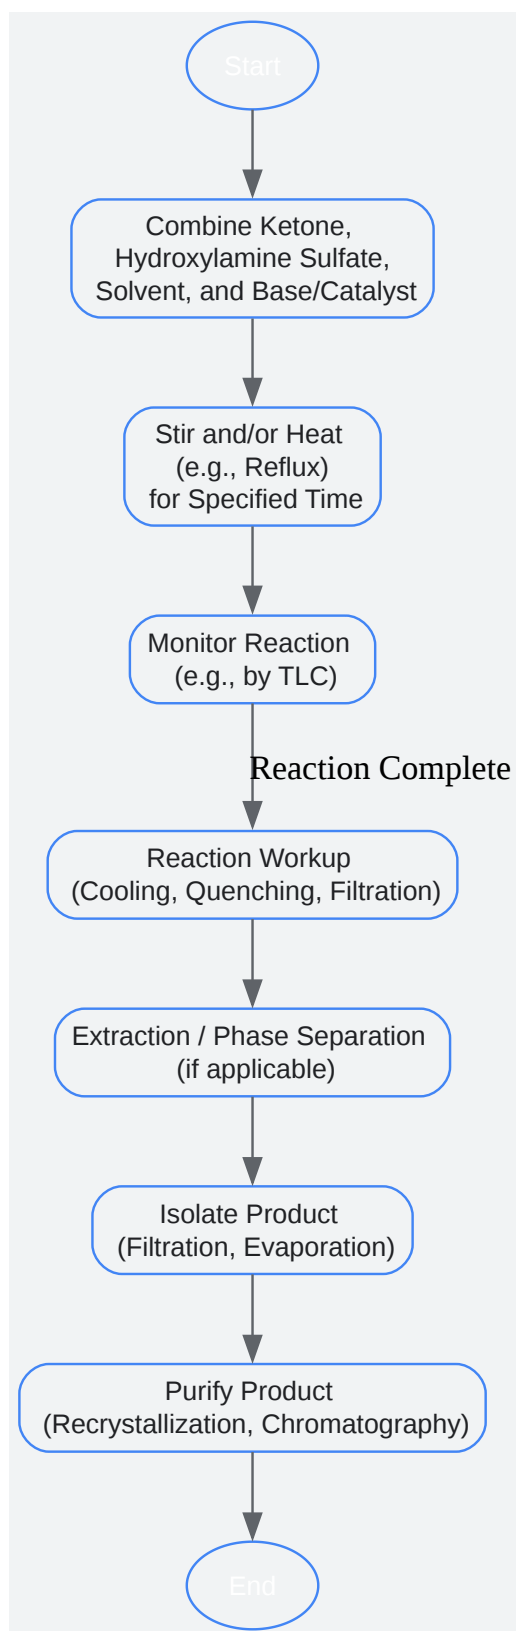 Start
Combine Ketone,
Hydroxylamine Sulfate,
Solvent, and Base/Catalyst
Stir and/or Heat
(e.g., Reflux)
for Specified Time
Monitor Reaction
(e.g., by TLC)
Reaction Complete
Reaction Workup
(Cooling, Quenching, Filtration)
Extraction / Phase Separation
(if applicable)
Isolate Product
(Filtration, Evaporation)
Purify Product
(Recrystallization, Chromatography)
End